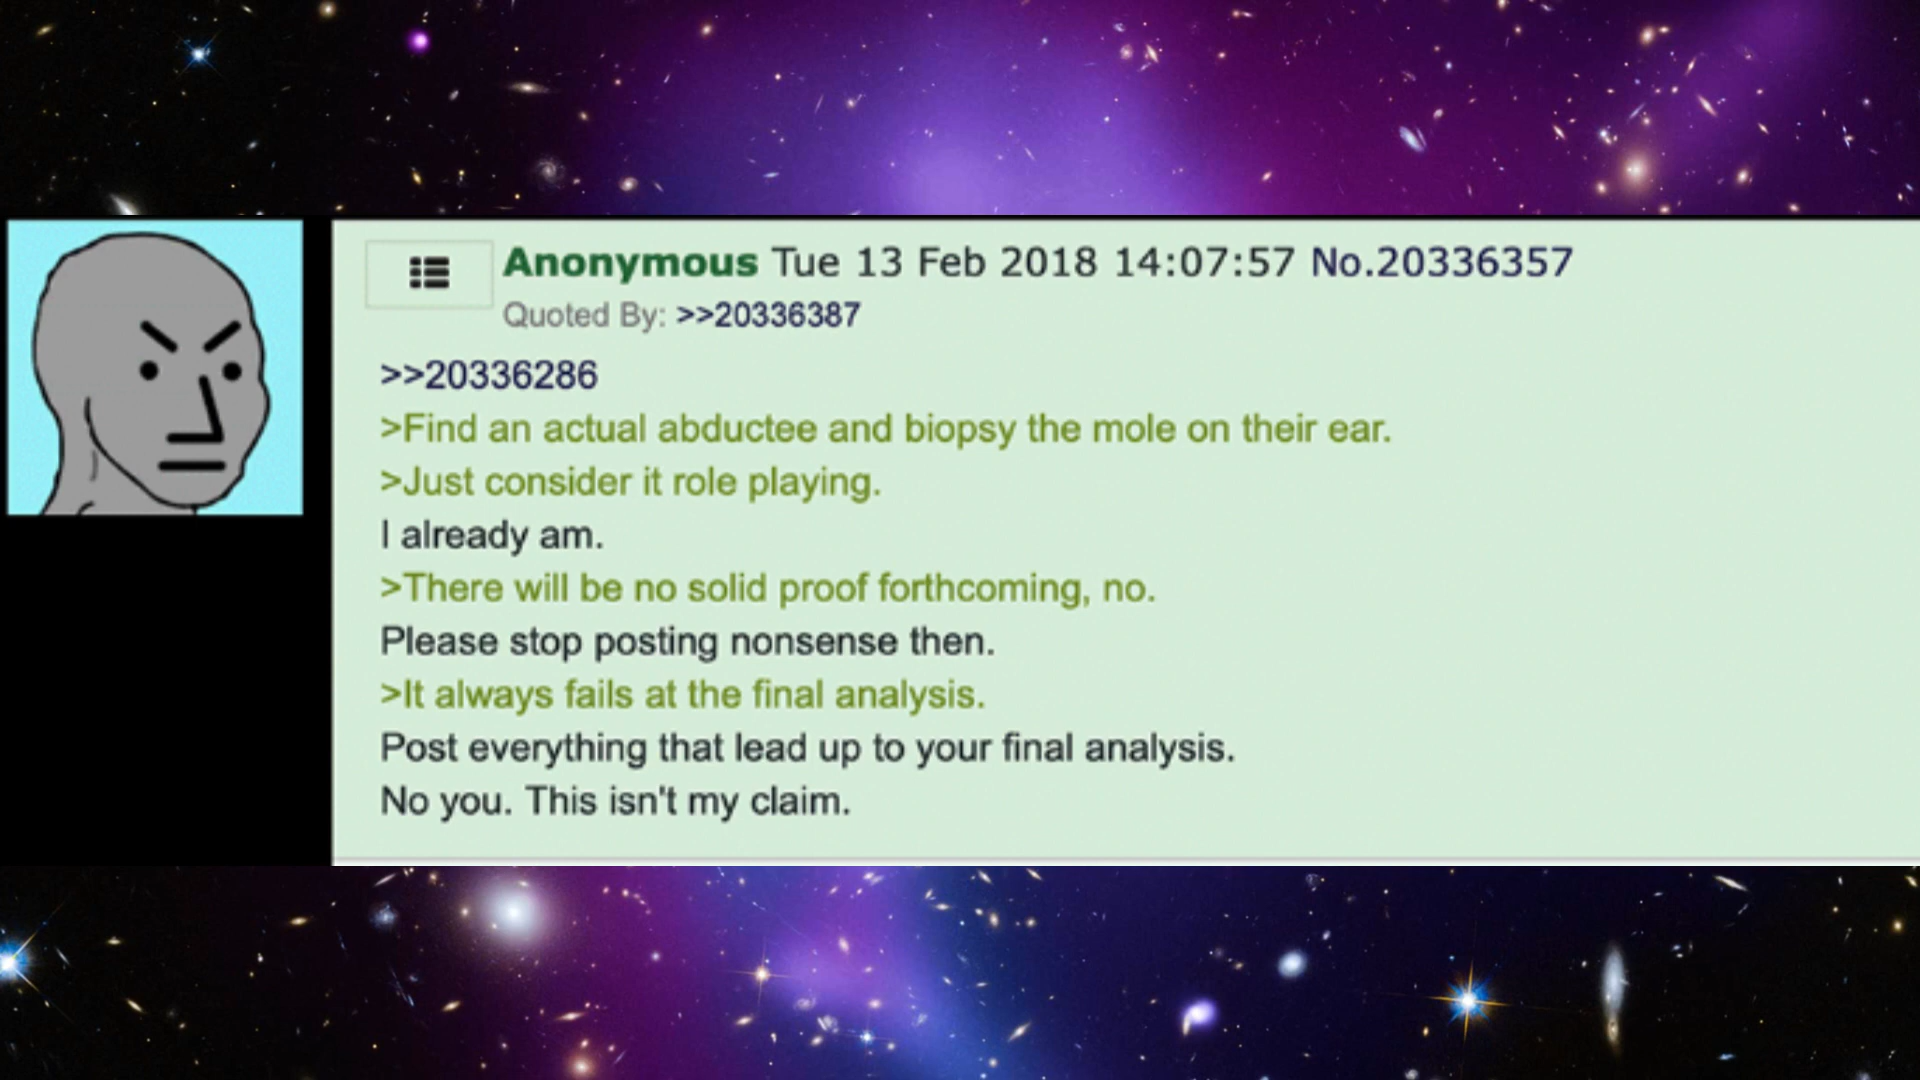 Anonymous Tue 13 Feb 2018 14:07:57 No.20336357
Quoted By: >>20336387
>>20336286
>Find an actual abductee and biopsy the mole on their ear.
>Just consider it role playing.
I already am.
>There will be no solid proof forthcoming, no.
Please stop posting nonsense then.
>It always fails at the final analysis.
Post everything that lead up to your final analysis.
No you. This isn't my claim.